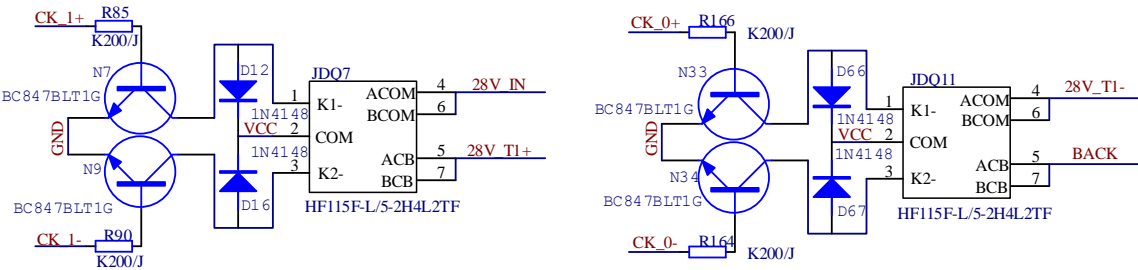 CK_1+
R85
K200/J
N7
BC847BLT1G
GND
N9
BC847BLT1G
CK_1-
R90
K200/J
D12
1N4148
VCC
1N4148
D16
JDQ7
1
K1-
2
COM
3
K2-
ACOM
4
28V_IN
BCOM
6
ACB
5
28V_T1+
BCB
7
HF115F-L/5-2H4L2TF
CK_0+
R166
K200/J
N33
BC847BLT1G
GND
N34
BC847BLT1G
CK_0-
R164
K200/J
D66
1N4148
VCC
1N4148
D67
JDQ11
1
K1-
2
COM
3
K2-
ACOM
4
28V_T1-
BCOM
6
ACB
5
BACK
BCB
7
HF115F-L/5-2H4L2TF